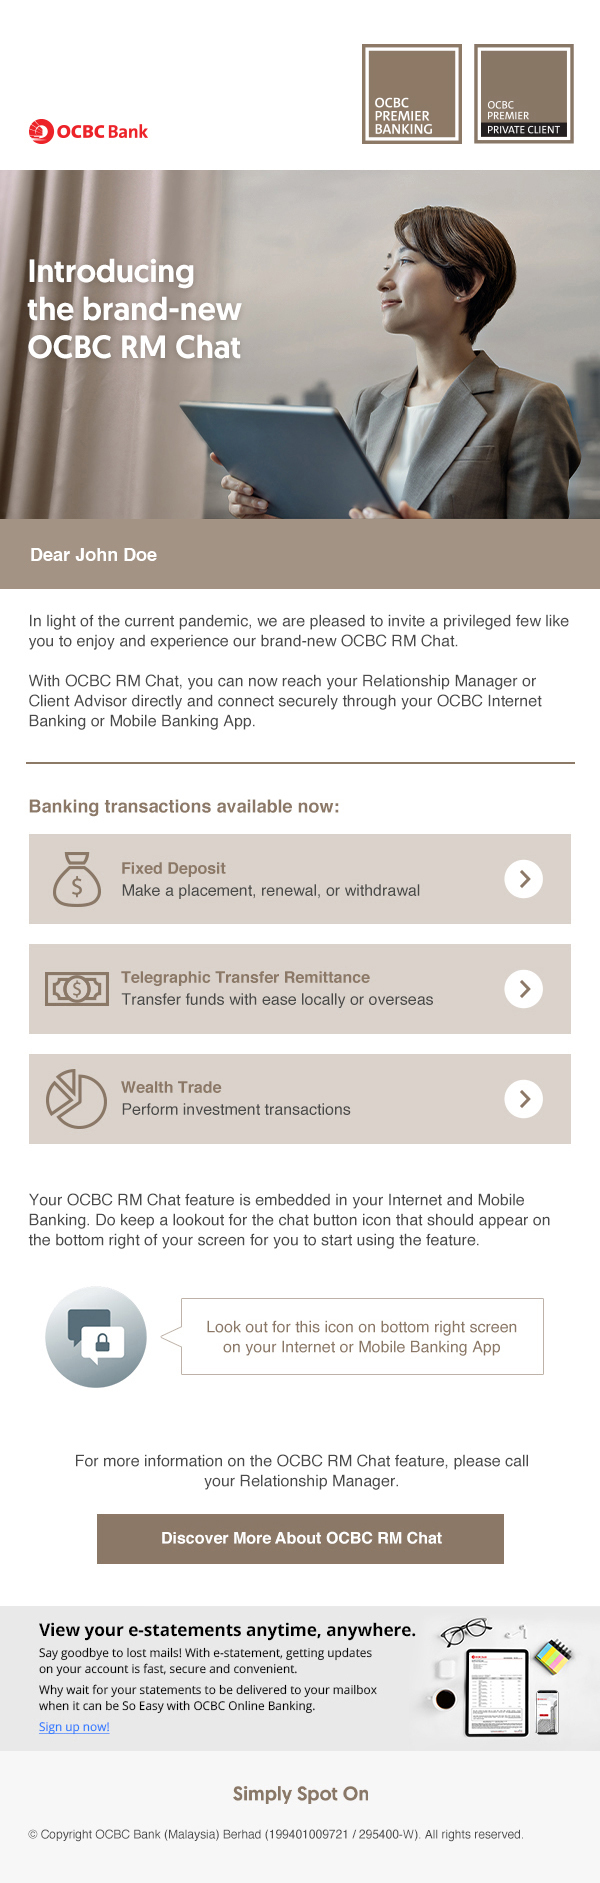 OCBC Bank
OCBC
PREMIER
BANKING
OCBC
PREMIER
PRIVATE CLIENT
Introducing
the brand-new
OCBC RM Chat
Dear John Doe
In light of the current pandemic, we are pleased to invite a privileged few like
you to enjoy and experience our brand-new OCBC RM Chat.
With OCBC RM Chat, you can now reach your Relationship Manager or
Client Advisor directly and connect securely through your OCBC Internet
Banking or Mobile Banking App.
Banking transactions available now:
$
Fixed Deposit
Make a placement, renewal, or withdrawal
$
Telegraphic Transfer Remittance
Transfer funds with ease locally or overseas
Wealth Trade
Perform investment transactions
Your OCBC RM Chat feature is embedded in your Internet and Mobile
Banking. Do keep a lookout for the chat button icon that should appear on
the bottom right of your screen for you to start using the feature.
Look out for this icon on bottom right screen
on your Internet or Mobile Banking App
For more information on the OCBC RM Chat feature, please call
your Relationship Manager.
Discover More About OCBC RM Chat
View your e-statements anytime, anywhere.
Say goodbye to lost mails! With e-statement, getting updates
on your account is fast, secure and convenient.
Why wait for your statements to be delivered to your mailbox
when it can be So Easy with OCBC Online Banking.
Sign up now!
Simply Spot On
© Copyright OCBC Bank (Malaysia) Berhad (199401009721 / 295400-W). All rights reserved.